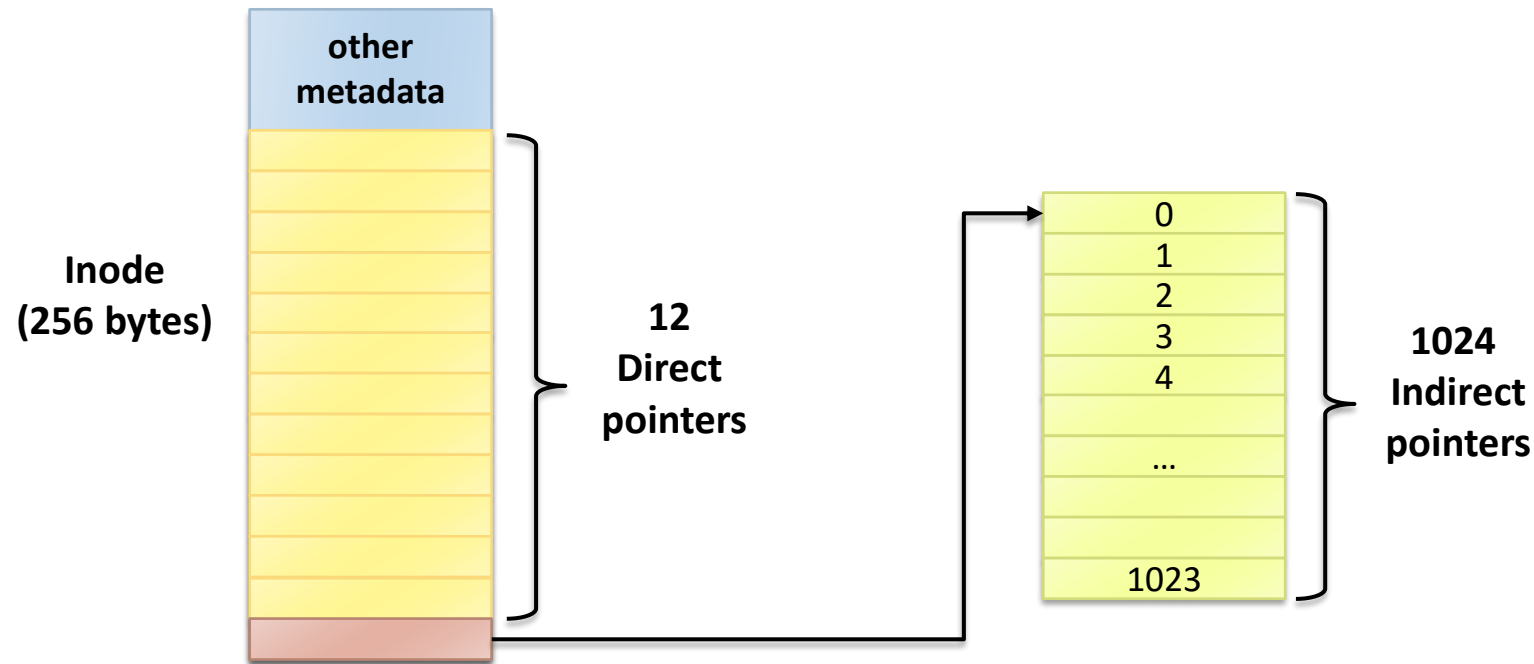 other
metadata
Inode
(256 bytes)
12
Direct
pointers
0
1
2
3
4
...
1023
1024
Indirect
pointers